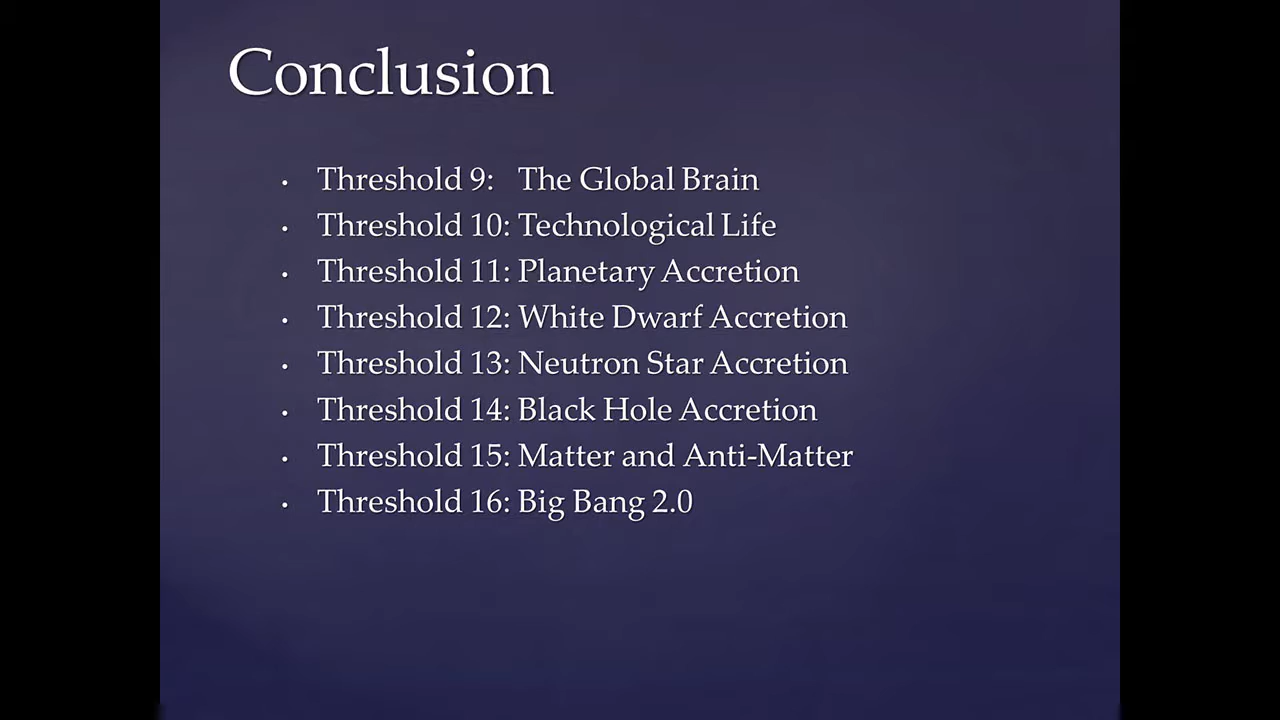 Conclusion
• Threshold 9: The Global Brain
• Threshold 10: Technological Life
• Threshold 11: Planetary Accretion
• Threshold 12: White Dwarf Accretion
• Threshold 13: Neutron Star Accretion
• Threshold 14: Black Hole Accretion
• Threshold 15: Matter and Anti-Matter
• Threshold 16: Big Bang 2.0